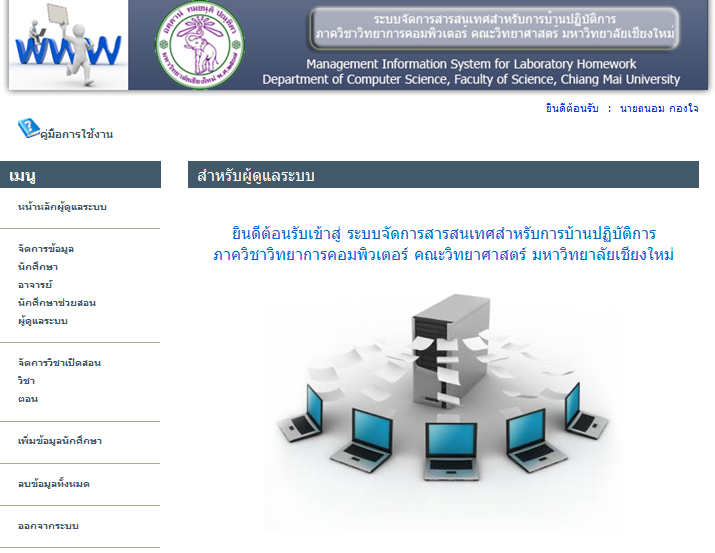 www
ระบบจัดการสารสนเทศสำหรับการบ้านปฏิบัติการ
ภาควิชาวิทยาการคอมพิวเตอร์ คณะวิทยาศาสตร์ มหาวิทยาลัยเชียงใหม่
Management Information System for Laboratory Homework
Department of Computer Science, Faculty of Science, Chiang Mai University
ยินดีต้อนรับ : นายถนอม กองใจ
คู่มือการใช้งาน
เมนู
หน้าหลักผู้ดูแลระบบ
จัดการข้อมูล
นักศึกษา
อาจารย์
นักศึกษาช่วยสอน
ผู้ดูแลระบบ
จัดการวิชาเปิดสอน
วิชา
ตอน
เพิ่มข้อมูลนักศึกษา
ลบข้อมูลทั้งหมด
ออกจากระบบ
สำหรับผู้ดูแลระบบ
ยินดีต้อนรับเข้าสู่ ระบบจัดการสารสนเทศสำหรับการบ้านปฏิบัติการ
ภาควิชาวิทยาการคอมพิวเตอร์ คณะวิทยาศาสตร์ มหาวิทยาลัยเชียงใหม่